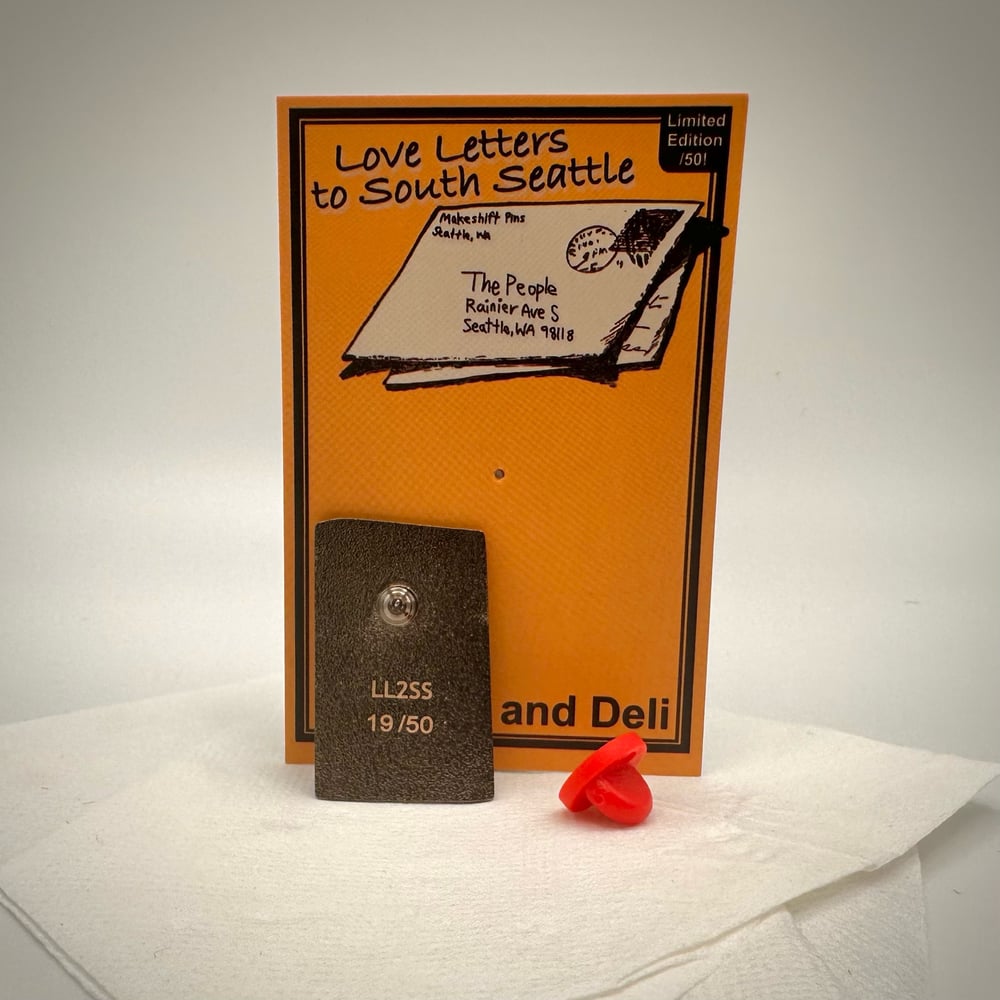 Limited
Edition
/50!
Love Letters
to South Seattle
Makeshift Pins
Seattle, WA
The People
Rainier Ave S
Seattle, WA 98118
LL2SS
19/50
and Deli